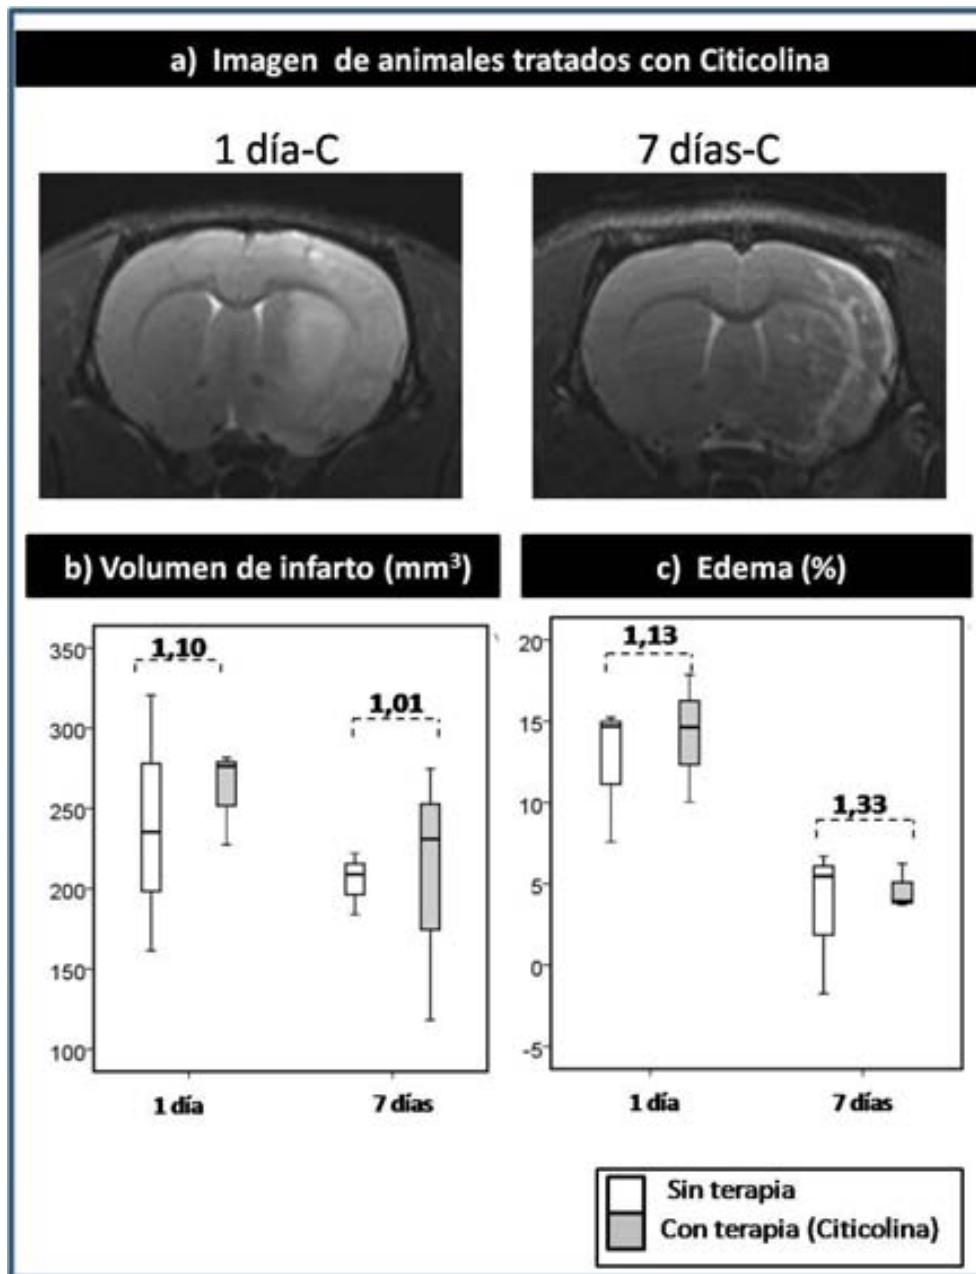 a) Imagen de animales tratados con Citicolina
1 día-C
7 días-C
b) Volumen de infarto (mm³)
c) Edema (%)
350
300
250
200
150
100
1,10
1,01
1 día
7 días
20
15
10
5
0
-5
1,13
1,33
1 día
7 días
Sin terapia
Con terapia (Citicolina)